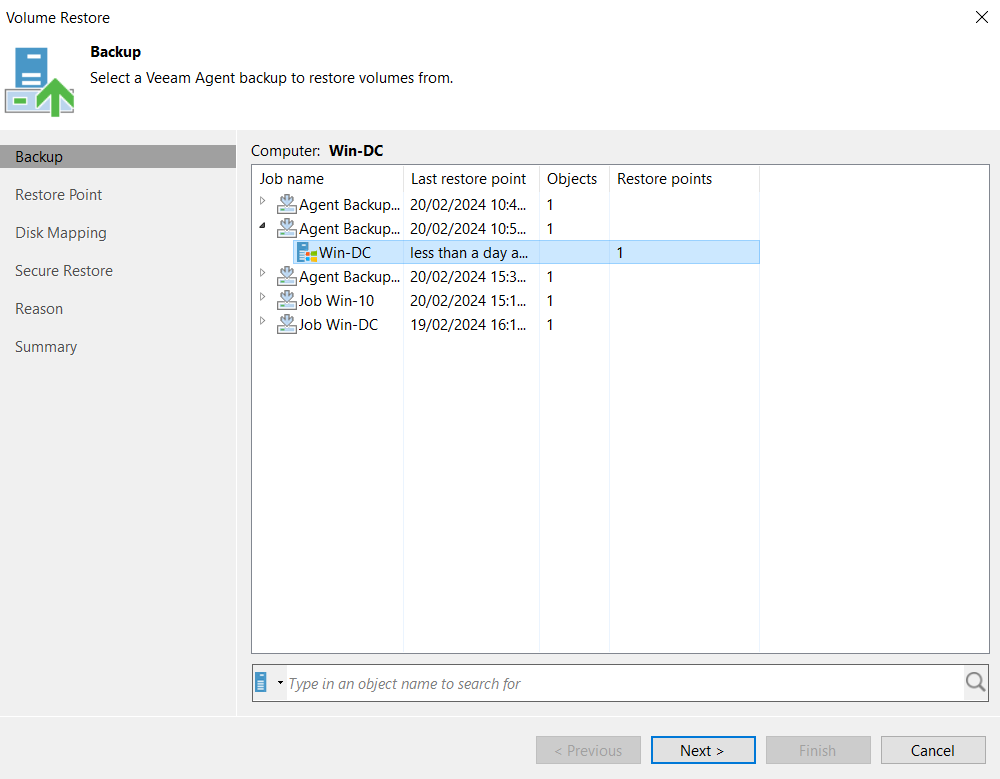 Volume Restore
Backup
Select a Veeam Agent backup to restore volumes from.
Backup
Restore Point
Disk Mapping
Secure Restore
Reason
Summary
Computer: Win-DC
Job name Last restore point Objects Restore points
Agent Backup... 20/02/2024 10:4... 1
Agent Backup... 20/02/2024 10:5... 1
Win-DC less than a day a... 1
Agent Backup... 20/02/2024 15:3... 1
Job Win-10 20/02/2024 15:1... 1
Job Win-DC 19/02/2024 16:1... 1
Type in an object name to search for
< Previous Next > Finish Cancel